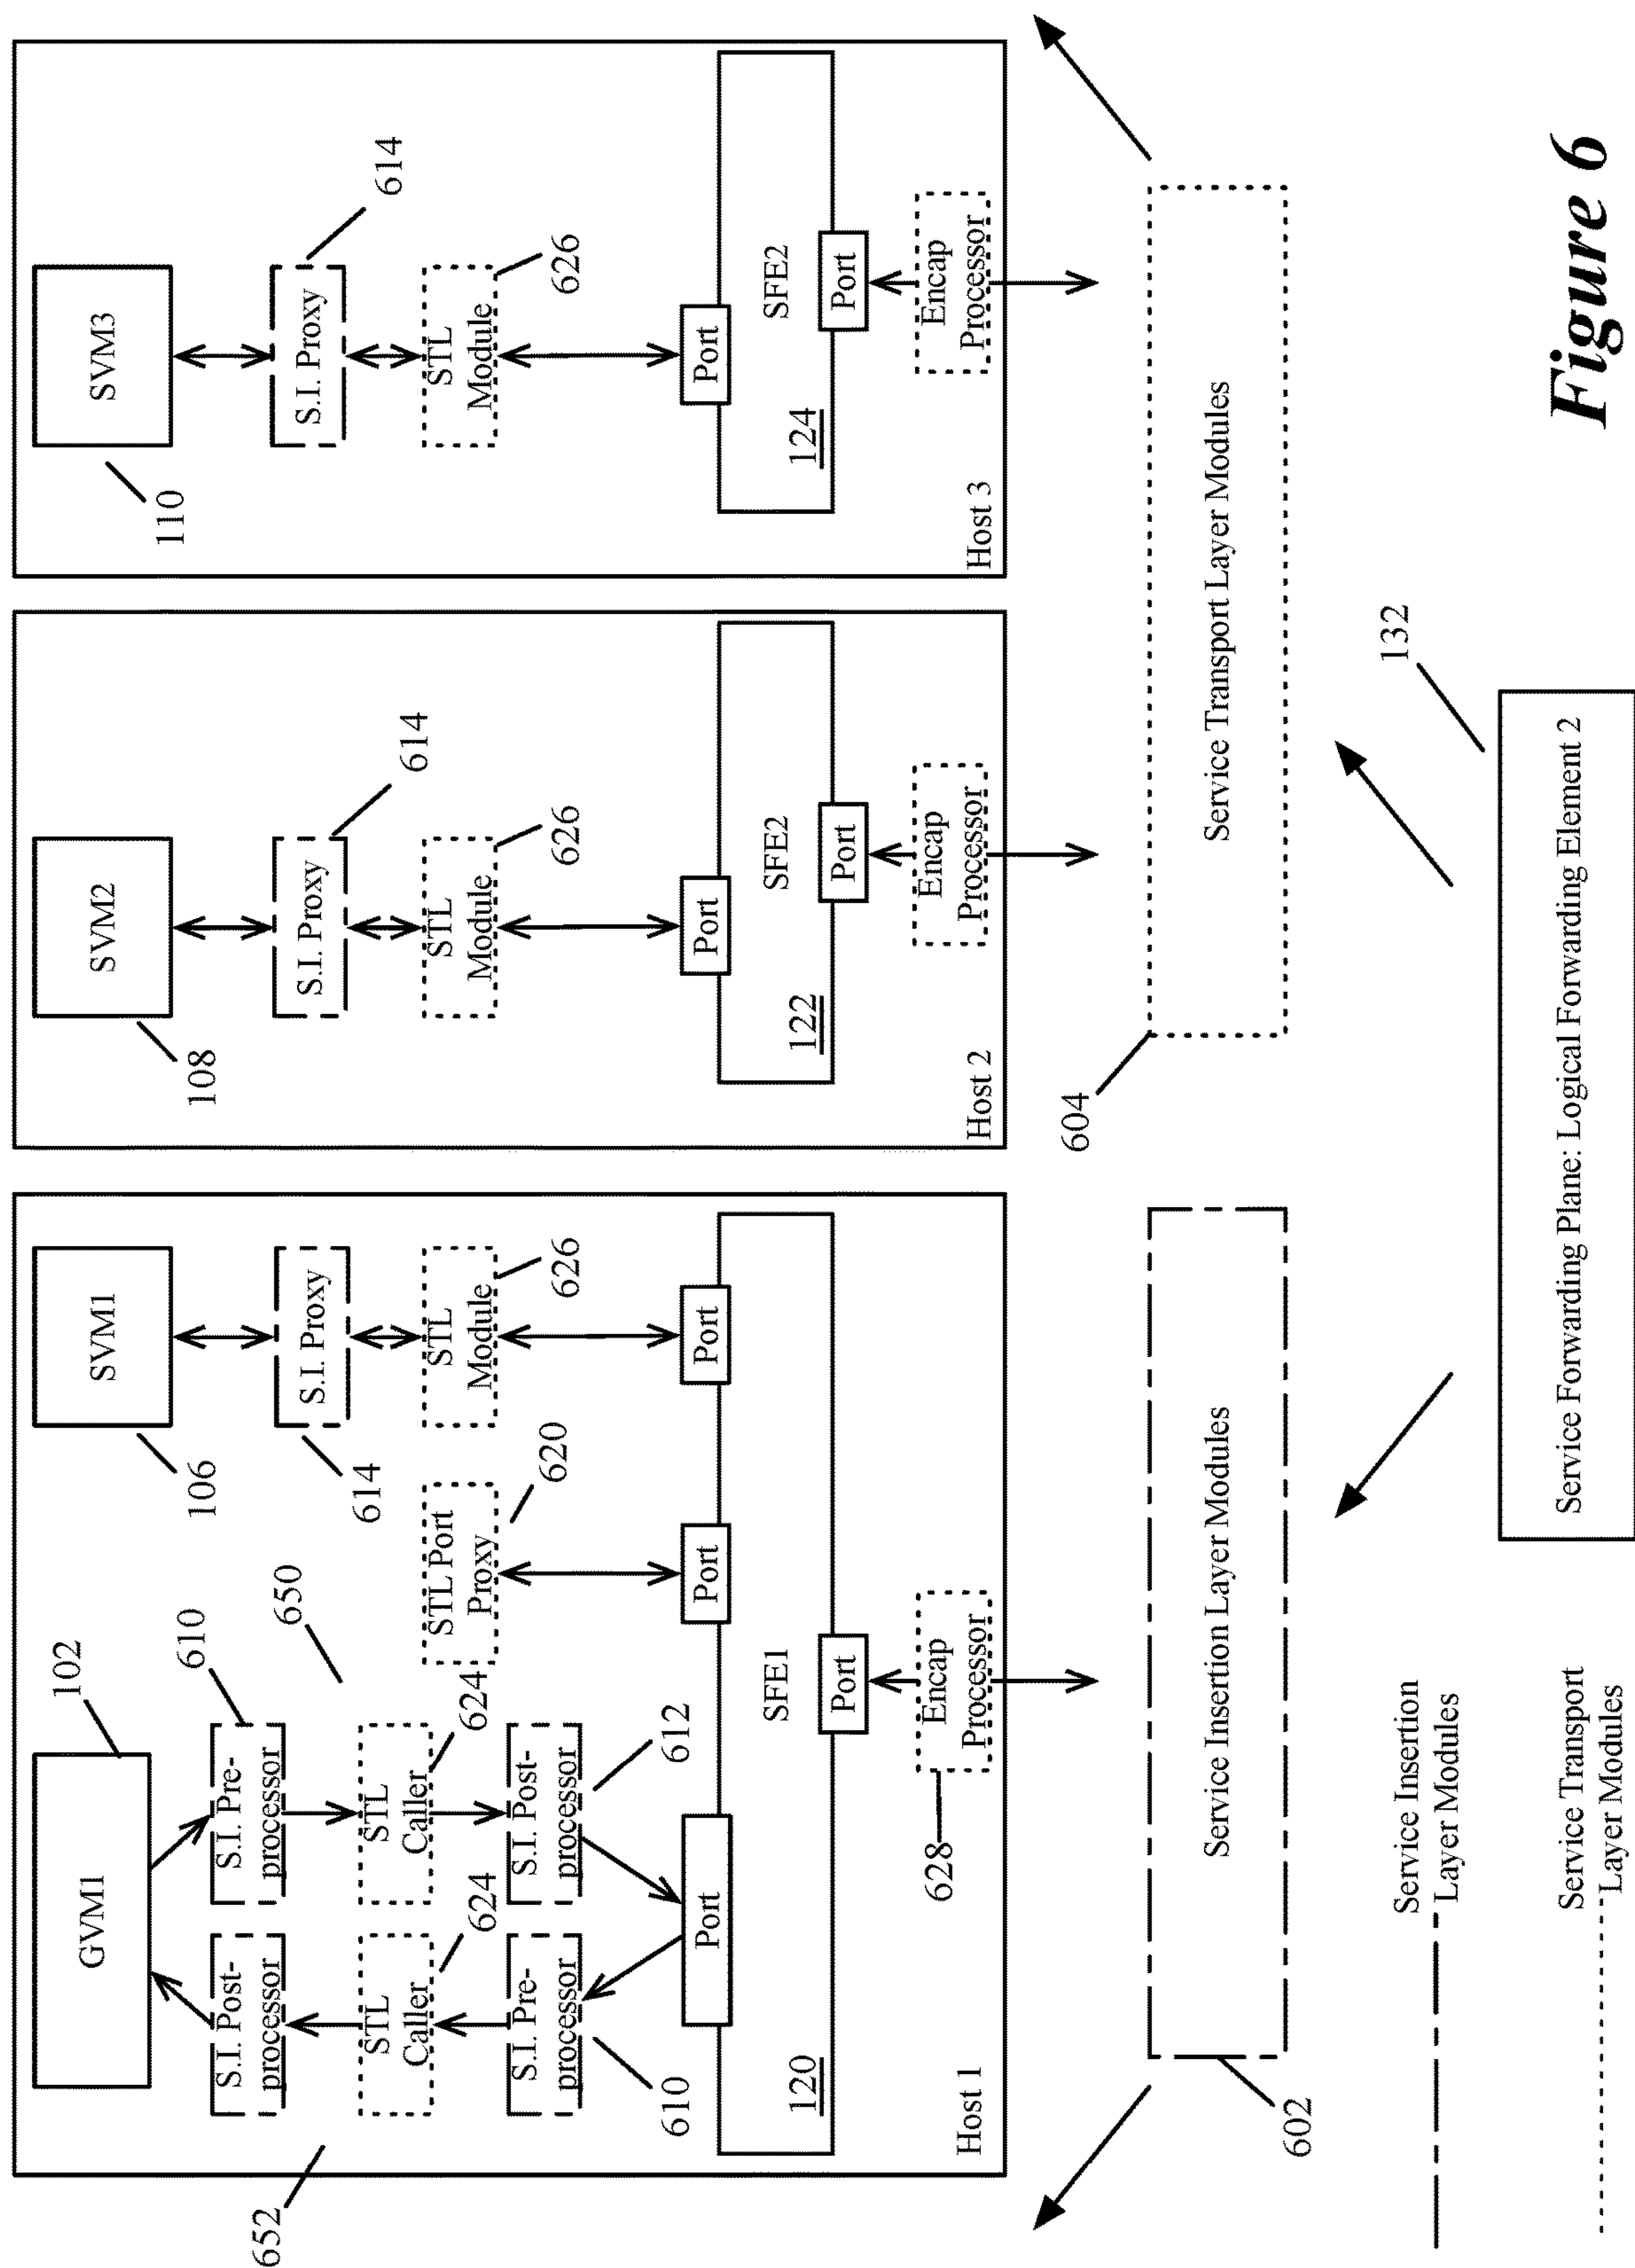 652
650
GVM1
102
S.I. Post-
processor
S.I. Pre-
processor
610
STL
Caller
624
STL
Caller
624
S.I. Pre-
processor
610
S.I. Post-
processor
612
STL Port
Proxy
620
SVM1
106
S.I. Proxy
614
STL
Module
626
Port
Port
Port
120
SFE1
Port
Host 1
628
Encap
Processor
SVM2
108
S.I. Proxy
614
STL
Module
626
Port
122
SFE2
Port
Host 2
Encap
Processor
SVM3
110
S.I. Proxy
614
STL
Module
626
Port
124
SFE2
Port
Host 3
Encap
Processor
602
Service Insertion Layer Modules
604
Service Transport Layer Modules
Service Insertion
Layer Modules
Service Transport
Layer Modules
Service Forwarding Plane: Logical Forwarding Element 2
132
Figure 6